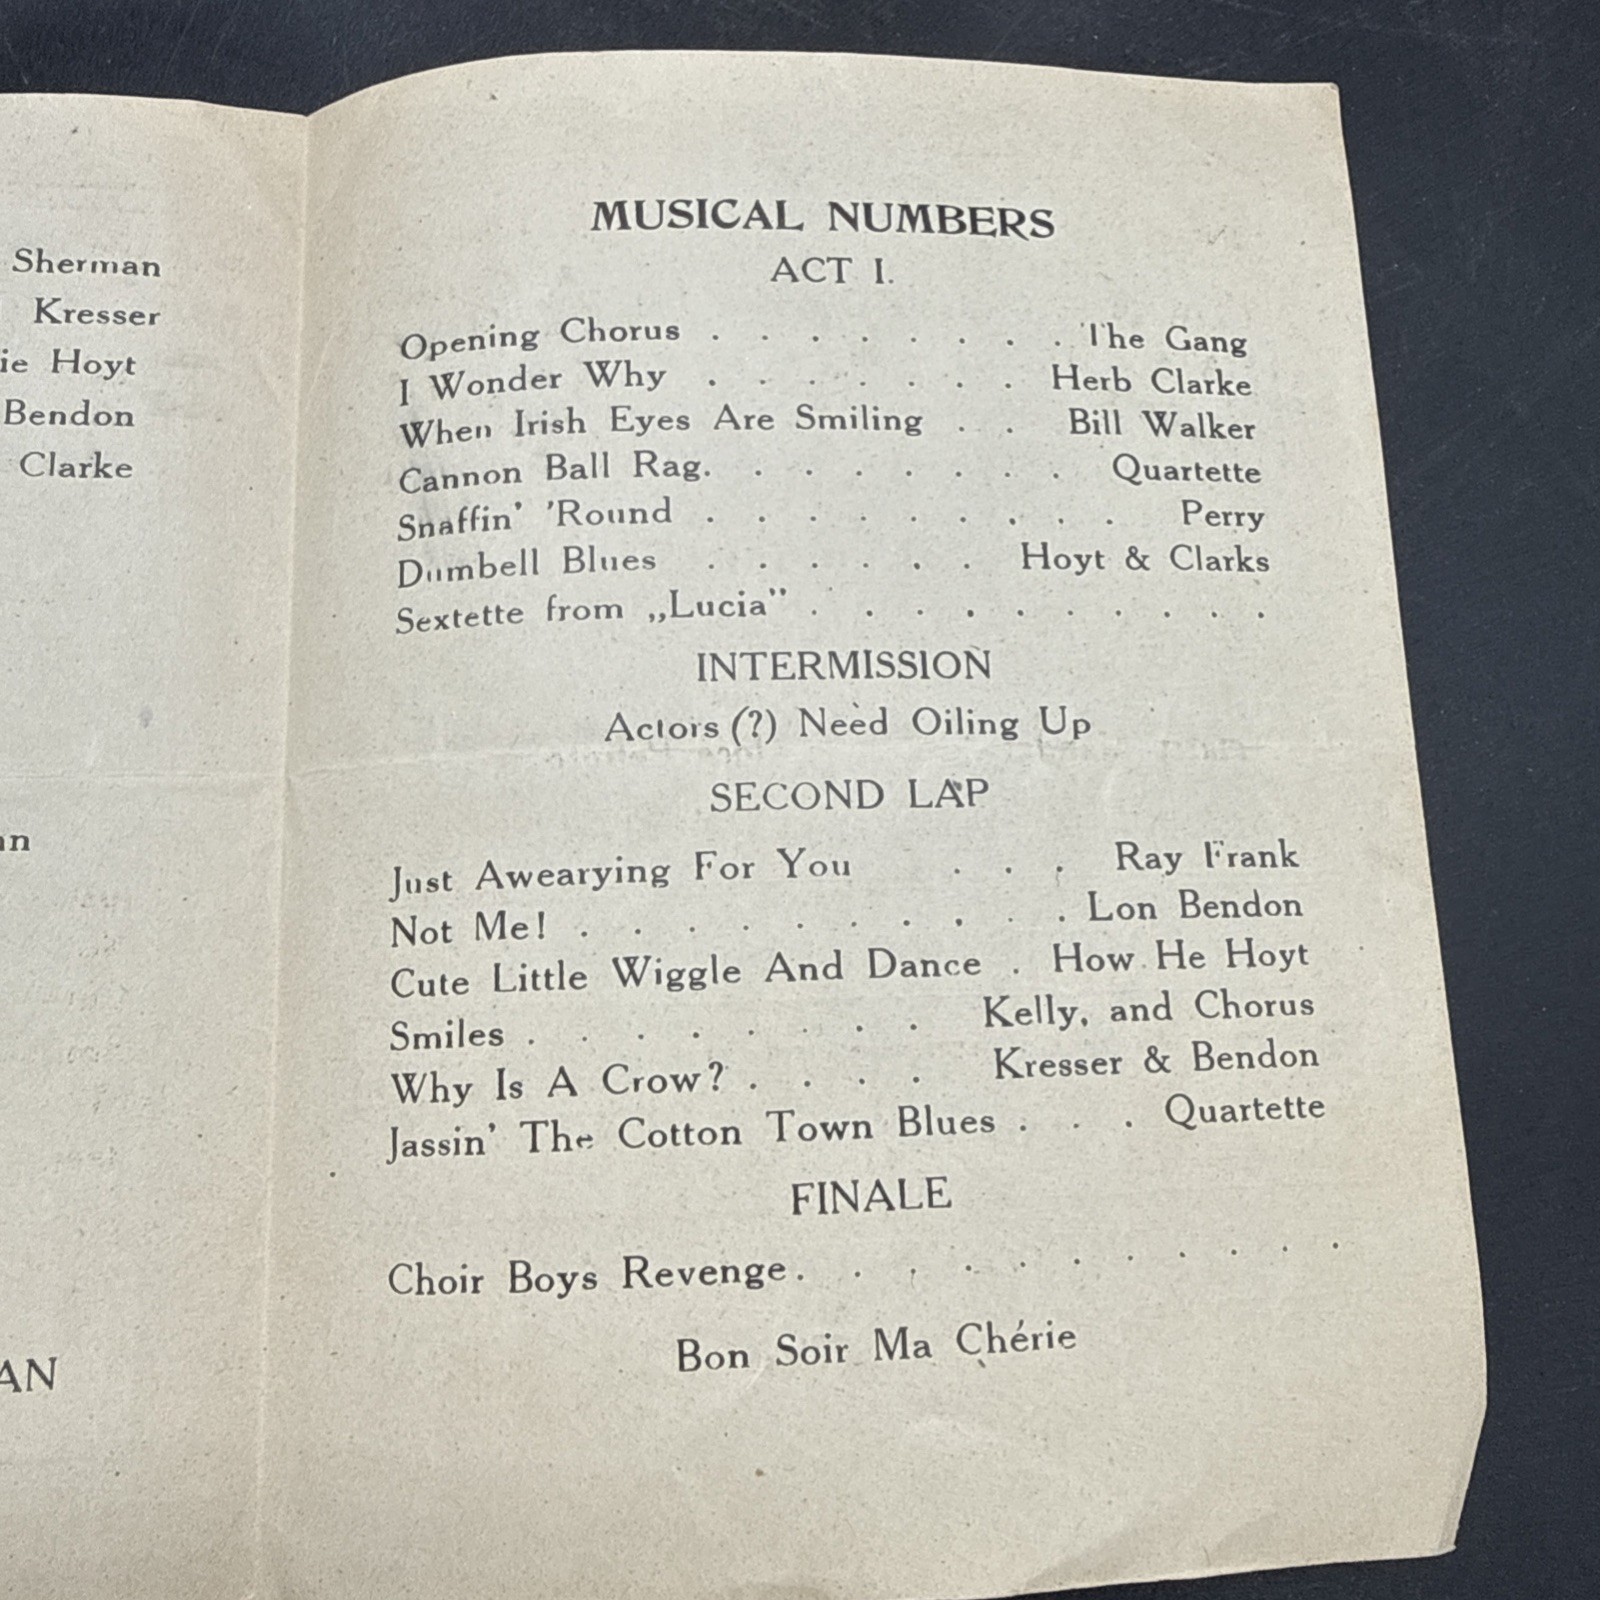 Sherman
Kresser
ie Hoyt
Bendon
Clarke
AN
MUSICAL NUMBERS
ACT I.
Opening Chorus . . . . . . . . The Gang
I Wonder Why . . . . . . . Herb Clarke
When Irish Eyes Are Smiling . . Bill Walker
Cannon Ball Rag. . . . . . . . Quartette
Snaffin' 'Round . . . . . . . . . Perry
Dumbell Blues . . . . . . Hoyt & Clarks
Sextette from „Lucia" . . . . . . . . . .
INTERMISSION
Actors (?) Need Oiling Up
SECOND LAP
Just Awearying For You . . . Ray Frank
Not Me! . . . . . . . . . . Lon Bendon
Cute Little Wiggle And Dance . How He Hoyt
Smiles . . . . . . . . Kelly, and Chorus
Why Is A Crow? . . . . Kresser & Bendon
Jassin' The Cotton Town Blues . . . Quartette
FINALE
Choir Boys Revenge. . . . . . . . . . .
Bon Soir Ma Chérie